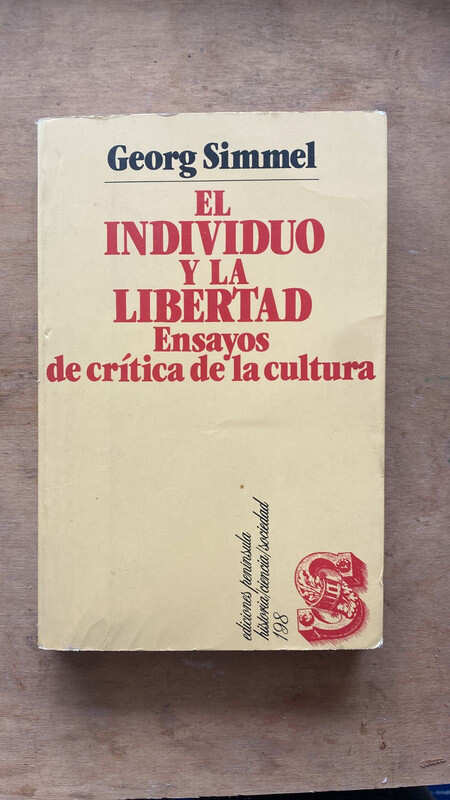 Georg Simmel
EL
INDIVIDUO
Y LA
LIBERTAD
Ensayos
de crítica de la cultura
ediciones península
historia/ciencia/sociedad
198